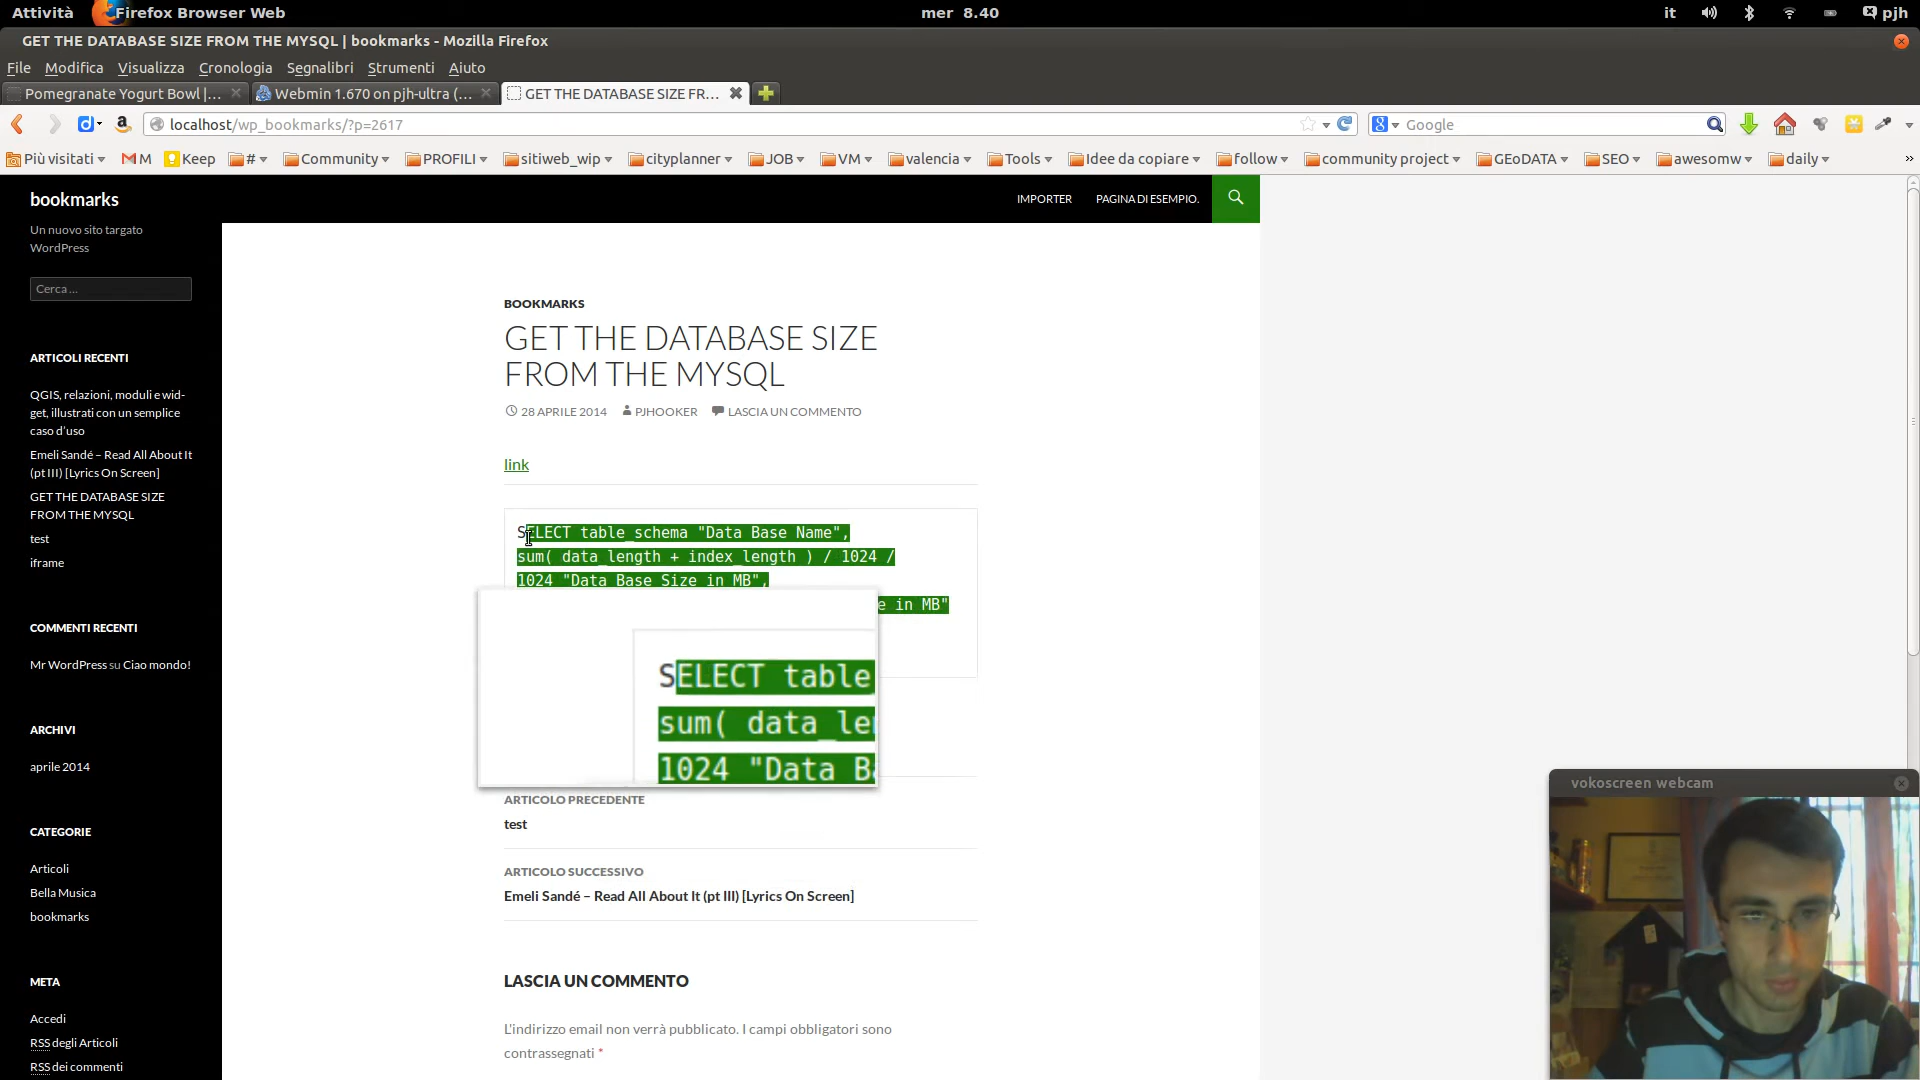 Attività Firefox Browser Web mer 8.40 it pjh
GET THE DATABASE SIZE FROM THE MYSQL | bookmarks - Mozilla Firefox
File Modifica Visualizza Cronologia Segnalibri Strumenti Aiuto
Pomegranate Yogurt Bowl |... Webmin 1.670 on pjh-ultra (... GET THE DATABASE SIZE FR...
localhost/wp_bookmarks/?p=2617 Google
Più visitati M Keep # Community PROFILI sitiweb_wip cityplanner JOB VM valencia Tools Idee da copiare follow community project GEoDATA SEO awesomw daily »
bookmarks
IMPORTER PAGINA DI ESEMPIO.
Un nuovo sito targato
WordPress
Cerca ...
ARTICOLI RECENTI
QGIS, relazioni, moduli e wid-
get, illustrati con un semplice
caso d'uso
Emeli Sandé – Read All About It
(pt III) [Lyrics On Screen]
GET THE DATABASE SIZE
FROM THE MYSQL
test
iframe
COMMENTI RECENTI
Mr WordPress su Ciao mondo!
ARCHIVI
aprile 2014
CATEGORIE
Articoli
Bella Musica
bookmarks
META
Accedi
RSS degli Articoli
RSS dei commenti
BOOKMARKS
GET THE DATABASE SIZE
FROM THE MYSQL
28 APRILE 2014 PJHOOKER LASCIA UN COMMENTO
link
SELECT table_schema "Data Base Name",
sum( data_length + index_length ) / 1024 /
1024 "Data Base Size in MB",
e in MB"
SELECT table_
sum( data_le
1024 "Data B
ARTICOLO PRECEDENTE
test
ARTICOLO SUCCESSIVO
Emeli Sandé – Read All About It (pt III) [Lyrics On Screen]
LASCIA UN COMMENTO
L'indirizzo email non verrà pubblicato. I campi obbligatori sono
contrassegnati *
vokoscreen webcam